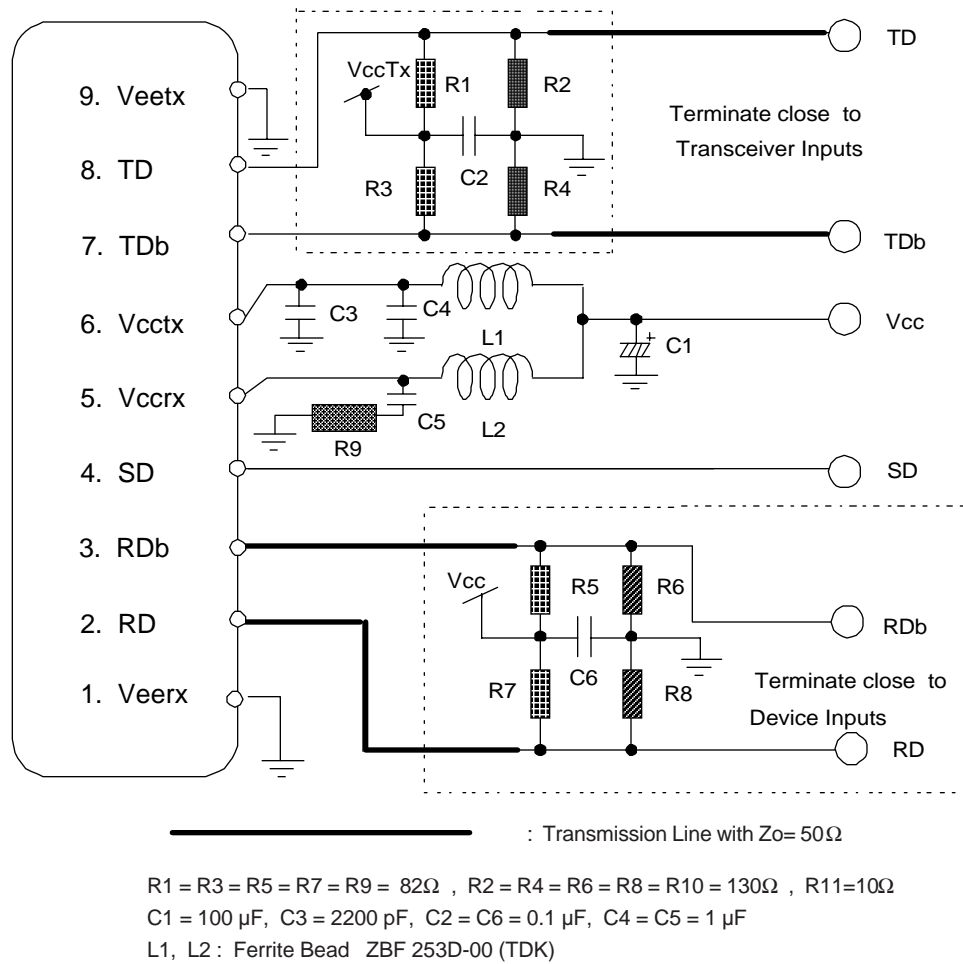 TD
VccTx
R1
R2
9. Veetx
Terminate close to
Transceiver Inputs
8. TD
C2
R3
R4
7. TDb
TDb
C3
C4
6. Vcctx
L1
Vcc
+
C1
5. Vccrx
C5
R9
L2
4. SD
SD
3. RDb
Vcc
R5
R6
2. RD
RDb
R7
C6
R8
1. Veerx
Terminate close to
Device Inputs
RD
: Transmission Line with Zo= 50Ω
R1 = R3 = R5 = R7 = R9 = 82Ω , R2 = R4 = R6 = R8 = R10 = 130Ω , R11=10Ω
C1 = 100 µF, C3 = 2200 pF, C2 = C6 = 0.1 µF, C4 = C5 = 1 µF
L1, L2 : Ferrite Bead ZBF 253D-00 (TDK)